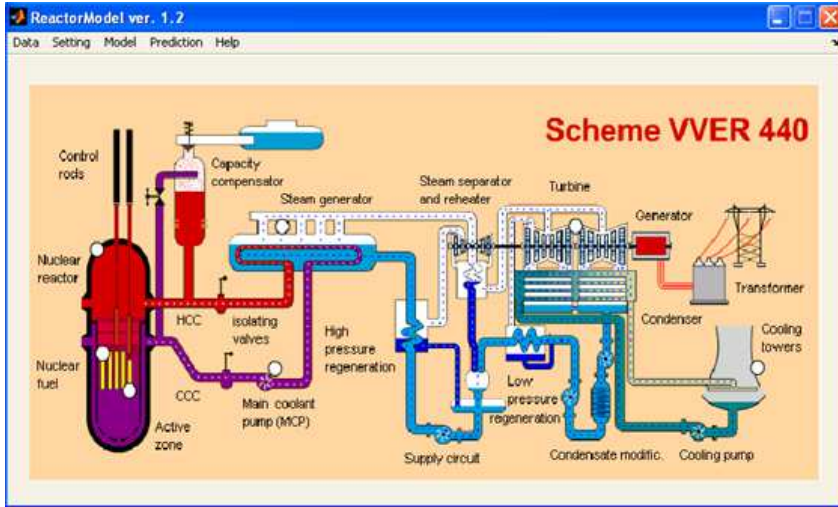 ReactorModel ver. 1.2
Data Setting Model Prediction Help
Scheme VVER 440
Control
rods
Capacity
compensator
Steam generator
Steam separator
and reheater
Turbine
Generator
Nuclear
reactor
Transformer
HCC
isolating
valves
High
pressure
regeneration
Condenser
Cooling
towers
Nuclear
fuel
CCC
Main coolant
pump (MCP)
Low
pressure
regeneration
Active
zone
Supply circuit
Condensate modific.
Cooling pump